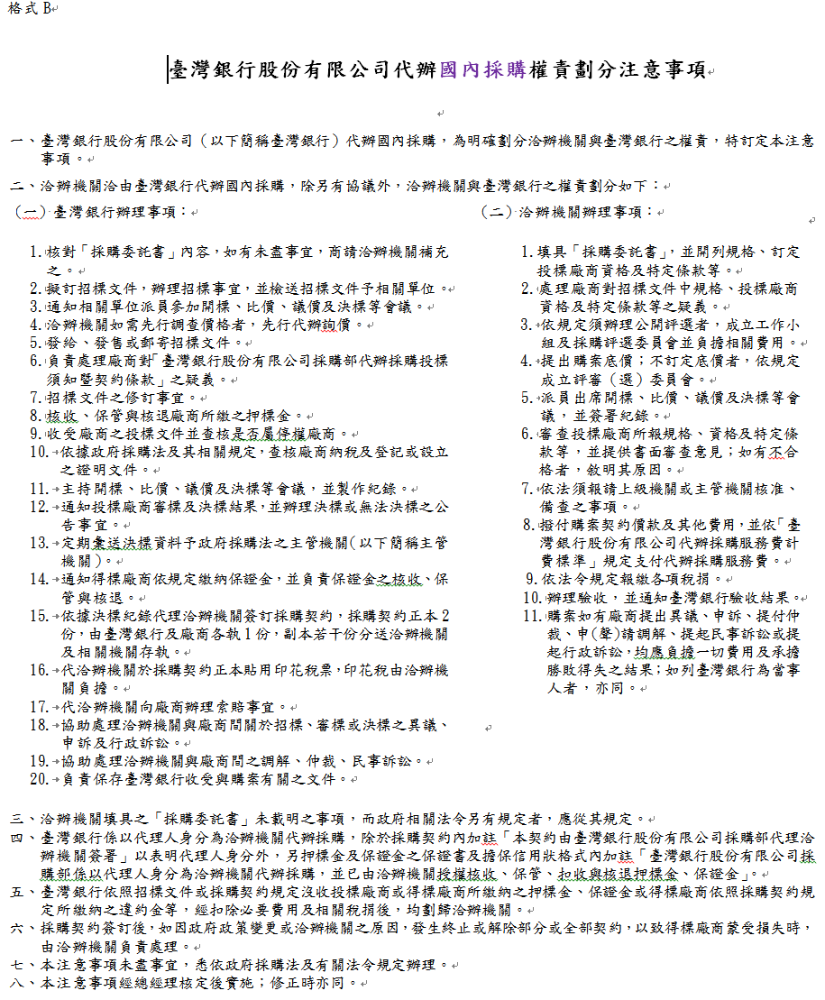 格式B
臺灣銀行股份有限公司代辦國內採購權責劃分注意事項
一、臺灣銀行股份有限公司（以下簡稱臺灣銀行）代辦國內採購，為明確劃分洽辦機關與臺灣銀行之權責，特訂定本注意
事項。
二、洽辦機關洽由臺灣銀行代辦國內採購，除另有協議外，洽辦機關與臺灣銀行之權責劃分如下：
（一）臺灣銀行辦理事項：
1.核對「採購委託書」內容，如有未盡事宜，商請洽辦機關補充
之。
2.擬訂招標文件，辦理招標事宜，並檢送招標文件予相關單位。
3.通知相關單位派員參加開標、比價、議價及決標等會議。
4.洽辦機關如需先行調查價格者，先行代辦詢價。
5.發給、發售或郵寄招標文件。
6.負責處理廠商對「臺灣銀行股份有限公司採購部代辦採購投標
須知暨契約條款」之疑義。
7.招標文件之修訂事宜。
8.核收、保管與核退廠商所繳之押標金。
9.收受廠商之投標文件並查核是否屬停權廠商。
10.依據政府採購法及其相關規定，查核廠商納稅及登記或設立
之證明文件。
11.主持開標、比價、議價及決標等會議，並製作紀錄。
12.通知投標廠商審標及決標結果，並辦理決標或無法決標之公
告事宜。
13.定期彙送決標資料予政府採購法之主管機關(以下簡稱主管
機關)。
14.通知得標廠商依規定繳納保證金，並負責保證金之核收、保
管與核退。
15.依據決標紀錄代理洽辦機關簽訂採購契約，採購契約正本2
份，由臺灣銀行及廠商各執1份，副本若干份分送洽辦機關
及相關機關存執。
16.代洽辦機關於採購契約正本貼用印花稅票，印花稅由洽辦機
關負擔。
17.代洽辦機關向廠商辦理索賠事宜。
18.協助處理洽辦機關與廠商間關於招標、審標或決標之異議、
申訴及行政訴訟。
19.協助處理洽辦機關與廠商間之調解、仲裁、民事訴訟。
20.負責保存臺灣銀行收受與購案有關之文件。
（二）洽辦機關辦理事項：
1.填具「採購委託書」，並開列規格、訂定
投標廠商資格及特定條款等。
2.處理廠商對招標文件中規格、投標廠商
資格及特定條款等之疑義。
3.依規定須辦理公開評選者，成立工作小
組及採購評選委員會並負擔相關費用。
4.提出購案底價；不訂定底價者，依規定
成立評審（選）委員會。
5.派員出席開標、比價、議價及決標等會
議，並簽署紀錄。
6.審查投標廠商所報規格、資格及特定條
款等，並提供書面審查意見；如有不合
格者，敘明其原因。
7.依法須報請上級機關或主管機關核准、
備查之事項。
8.撥付購案契約價款及其他費用，並依「臺
灣銀行股份有限公司代辦採購服務費計
費標準」規定支付代辦採購服務費。
9.依法令規定報繳各項稅捐。
10.辦理驗收，並通知臺灣銀行驗收結果。
11.購案如有廠商提出異議、申訴、提付仲
裁、申(聲)請調解、提起民事訴訟或提
起行政訴訟，均應負擔一切費用及承擔
勝敗得失之結果；如列臺灣銀行為當事
人者，亦同。
三、洽辦機關填具之「採購委託書」未載明之事項，而政府相關法令另有規定者，應從其規定。
四、臺灣銀行係以代理人身分為洽辦機關代辦採購，除於採購契約內加註「本契約由臺灣銀行股份有限公司採購部代理洽
辦機關簽署」以表明代理人身分外，另押標金及保證金之保證書及擔保信用狀格式內加註「臺灣銀行股份有限公司採
購部係以代理人身分為洽辦機關代辦採購，並已由洽辦機關授權核收、保管、扣收與核退押標金、保證金」。
五、臺灣銀行依照招標文件或採購契約規定沒收投標廠商或得標廠商所繳納之押標金、保證金或得標廠商依照採購契約規
定所繳納之違約金等，經扣除必要費用及相關稅捐後，均劃歸洽辦機關。
六、採購契約簽訂後，如因政府政策變更或洽辦機關之原因，發生終止或解除部分或全部契約，以致得標廠商蒙受損失時，
由洽辦機關負責處理。
七、本注意事項未盡事宜，悉依政府採購法及有關法令規定辦理。
八、本注意事項經總經理核定後實施；修正時亦同。